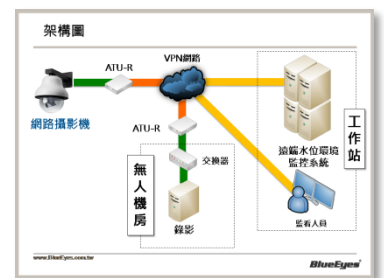 架構圖
ATU-R
VPN網路
網路攝影機
ATU-R
交換器
無人機房
錄影
遠端水位環境
監控系統
工作站
監看人員
www.BlueEyes.com.tw
BlueEyes